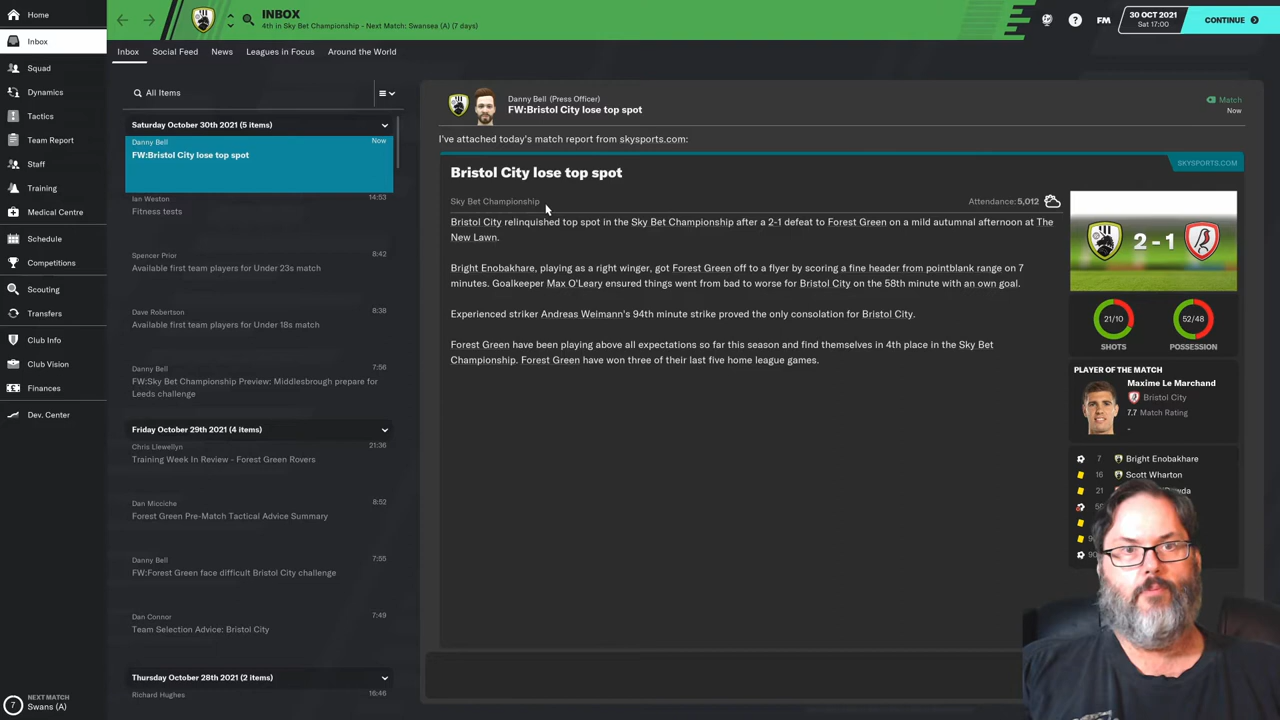 Home
Inbox
Squad
Dynamics
Tactics
Team Report
Staff
Training
Medical Centre
Schedule
Competitions
Scouting
Transfers
Club Info
Club Vision
Finances
Dev. Center
7
NEXT MATCH
Swans (A)
INBOX
4th in Sky Bet Championship - Next Match: Swansea (A) (7 days)
?
FM
30 OCT 2021
Sat 17:00
CONTINUE
Inbox
Social Feed
News
Leagues in Focus
Around the World
All Items
Saturday October 30th 2021 (5 items)
Danny Bell
Now
FW:Bristol City lose top spot
Ian Weston
14:53
Fitness tests
Spencer Prior
8:42
Available first team players for Under 23s match
Dave Robertson
8:38
Available first team players for Under 18s match
Danny Bell
7:56
FW:Sky Bet Championship Preview: Middlesbrough prepare for
Leeds challenge
Friday October 29th 2021 (4 items)
Chris Llewellyn
21:36
Training Week In Review - Forest Green Rovers
Dan Micciche
8:52
Forest Green Pre-Match Tactical Advice Summary
Danny Bell
7:55
FW:Forest Green face difficult Bristol City challenge
Dan Connor
7:49
Team Selection Advice: Bristol City
Thursday October 28th 2021 (2 items)
Richard Hughes
16:46
Danny Bell (Press Officer)
FW:Bristol City lose top spot
Match
Now
I've attached today's match report from skysports.com:
SKYSPORTS.COM
Bristol City lose top spot
Sky Bet Championship
Attendance: 5,012
Bristol City relinquished top spot in the Sky Bet Championship after a 2-1 defeat to Forest Green on a mild autumnal afternoon at The
New Lawn.
Bright Enobakhare, playing as a right winger, got Forest Green off to a flyer by scoring a fine header from pointblank range on 7
minutes. Goalkeeper Max O'Leary ensured things went from bad to worse for Bristol City on the 58th minute with an own goal.
Experienced striker Andreas Weimann's 94th minute strike proved the only consolation for Bristol City.
Forest Green have been playing above all expectations so far this season and find themselves in 4th place in the Sky Bet
Championship. Forest Green have won three of their last five home league games.
2 - 1
21/10
SHOTS
52/48
POSSESSION
PLAYER OF THE MATCH
Maxime Le Marchand
Bristol City
7.7 Match Rating
-
7 Bright Enobakhare
16 Scott Wharton
21